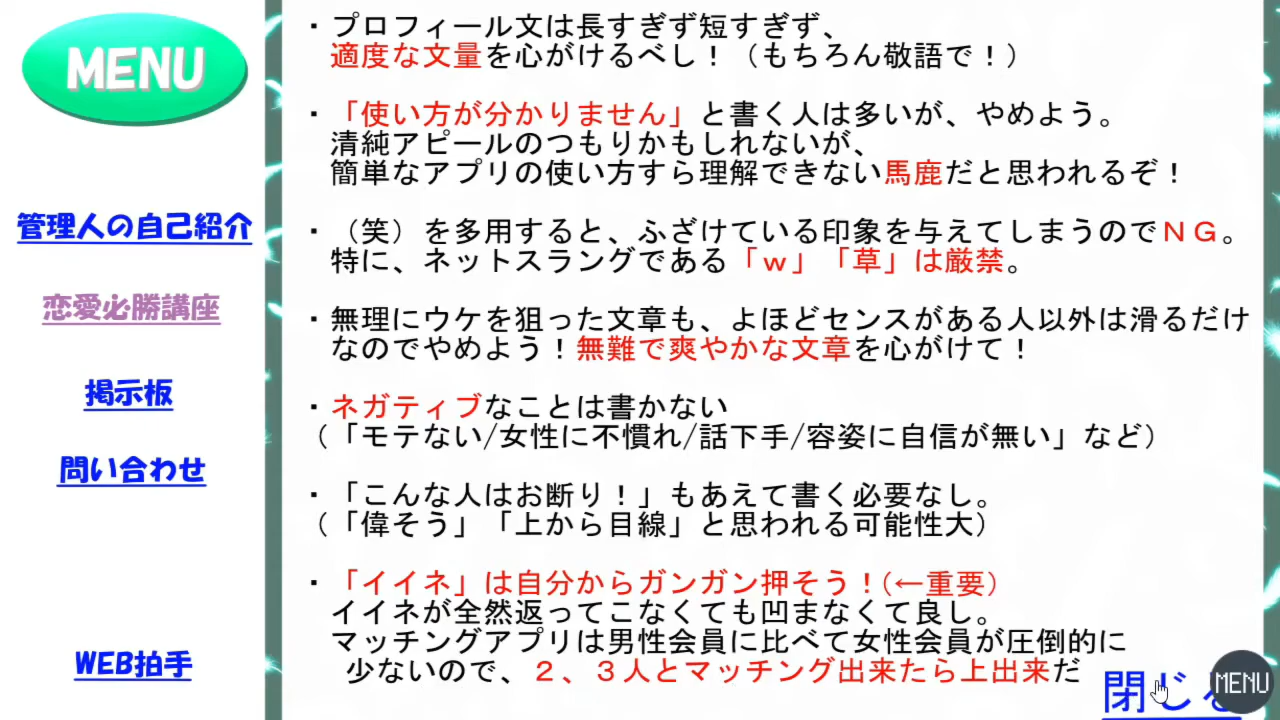 MENU
管理人の自己紹介
恋愛必勝講座
掲示板
問い合わせ
WEB拍手
・プロフィール文は長すぎず短すぎず、
適度な文量を心がけるべし！（もちろん敬語で！）
・「使い方が分かりません」と書く人は多いが、やめよう。
清純アピールのつもりかもしれないが、
簡単なアプリの使い方すら理解できない馬鹿だと思われるぞ！
・（笑）を多用すると、ふざけている印象を与えてしまうのでＮＧ。
特に、ネットスラングである「ｗ」「草」は厳禁。
・無理にウケを狙った文章も、よほどセンスがある人以外は滑るだけ
なのでやめよう！無難で爽やかな文章を心がけて！
・ネガティブなことは書かない
（「モテない/女性に不慣れ/話下手/容姿に自信が無い」など）
・「こんな人はお断り！」もあえて書く必要なし。
（「偉そう」「上から目線」と思われる可能性大）
・「イイネ」は自分からガンガン押そう！(←重要）
イイネが全然返ってこなくても凹まなくて良し。
マッチングアプリは男性会員に比べて女性会員が圧倒的に
少ないので、２、３人とマッチング出来たら上出来だ
閉じる
MENU